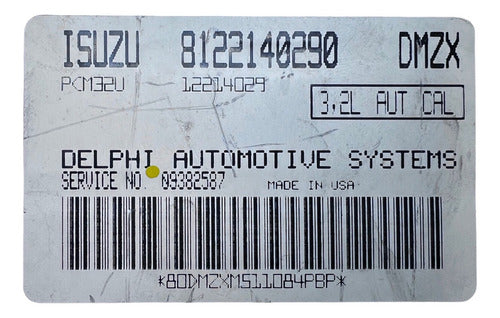 ISUZU 8122140290 DMZX
PCM32U 12214029
3.2L AUT CAL
DELPHI AUTOMOTIVE SYSTEMS
SERVICE NO 09382587 MADE IN USA
*80DMZXM511084PBP*